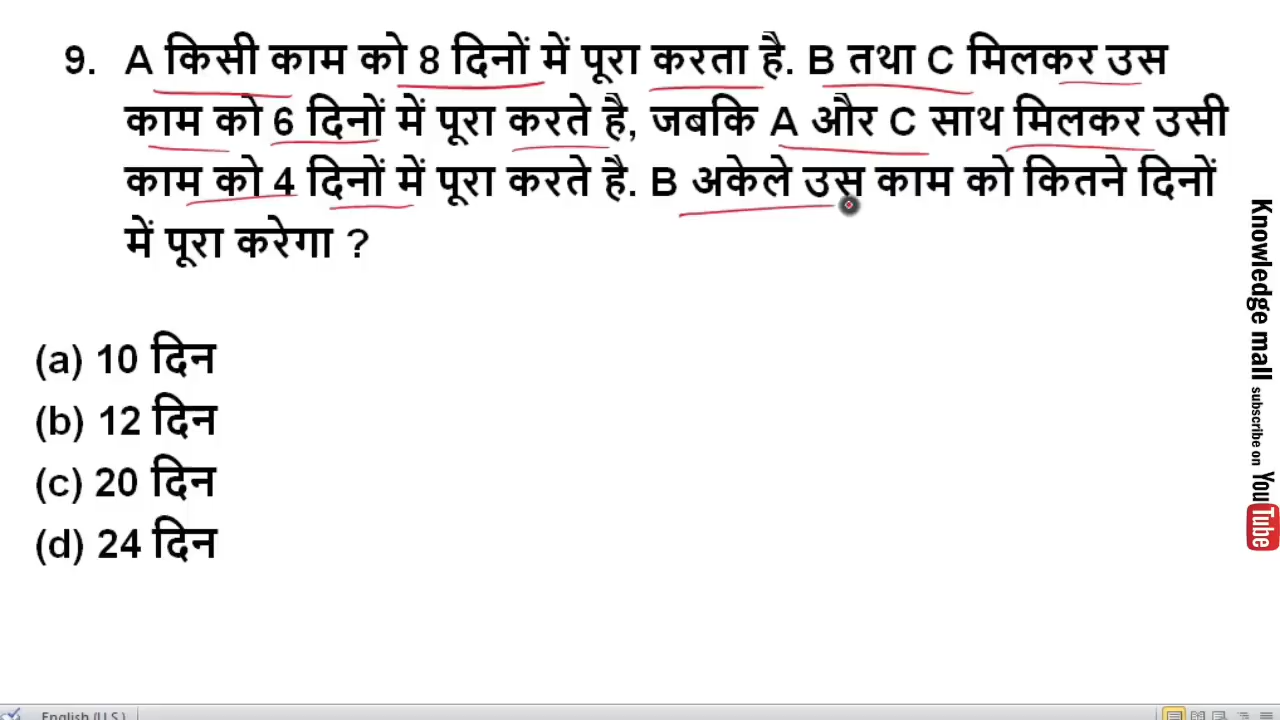 9. A किसी काम को 8 दिनों में पूरा करता है. B तथा C मिलकर उस
काम को 6 दिनों में पूरा करते है, जबकि A और C साथ मिलकर उसी
काम को 4 दिनों में पूरा करते है. B अकेले उस काम को कितने दिनों
में पूरा करेगा ?
(a) 10 दिन
(b) 12 दिन
(c) 20 दिन
(d) 24 दिन
Knowledge mall subscribe on YouTube
English (U.S.)